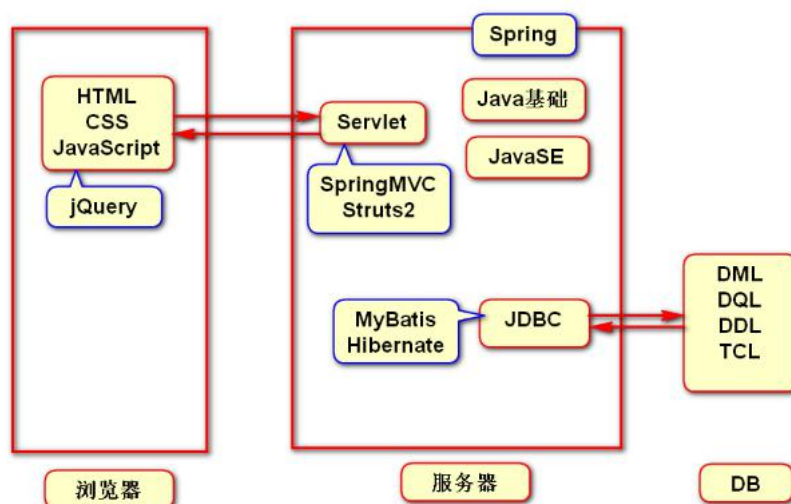 Spring
HTML
CSS
JavaScript
jQuery
Servlet
SpringMVC
Struts2
Java基础
JavaSE
MyBatis
Hibernate
JDBC
DML
DQL
DDL
TCL
浏览器
服务器
DB